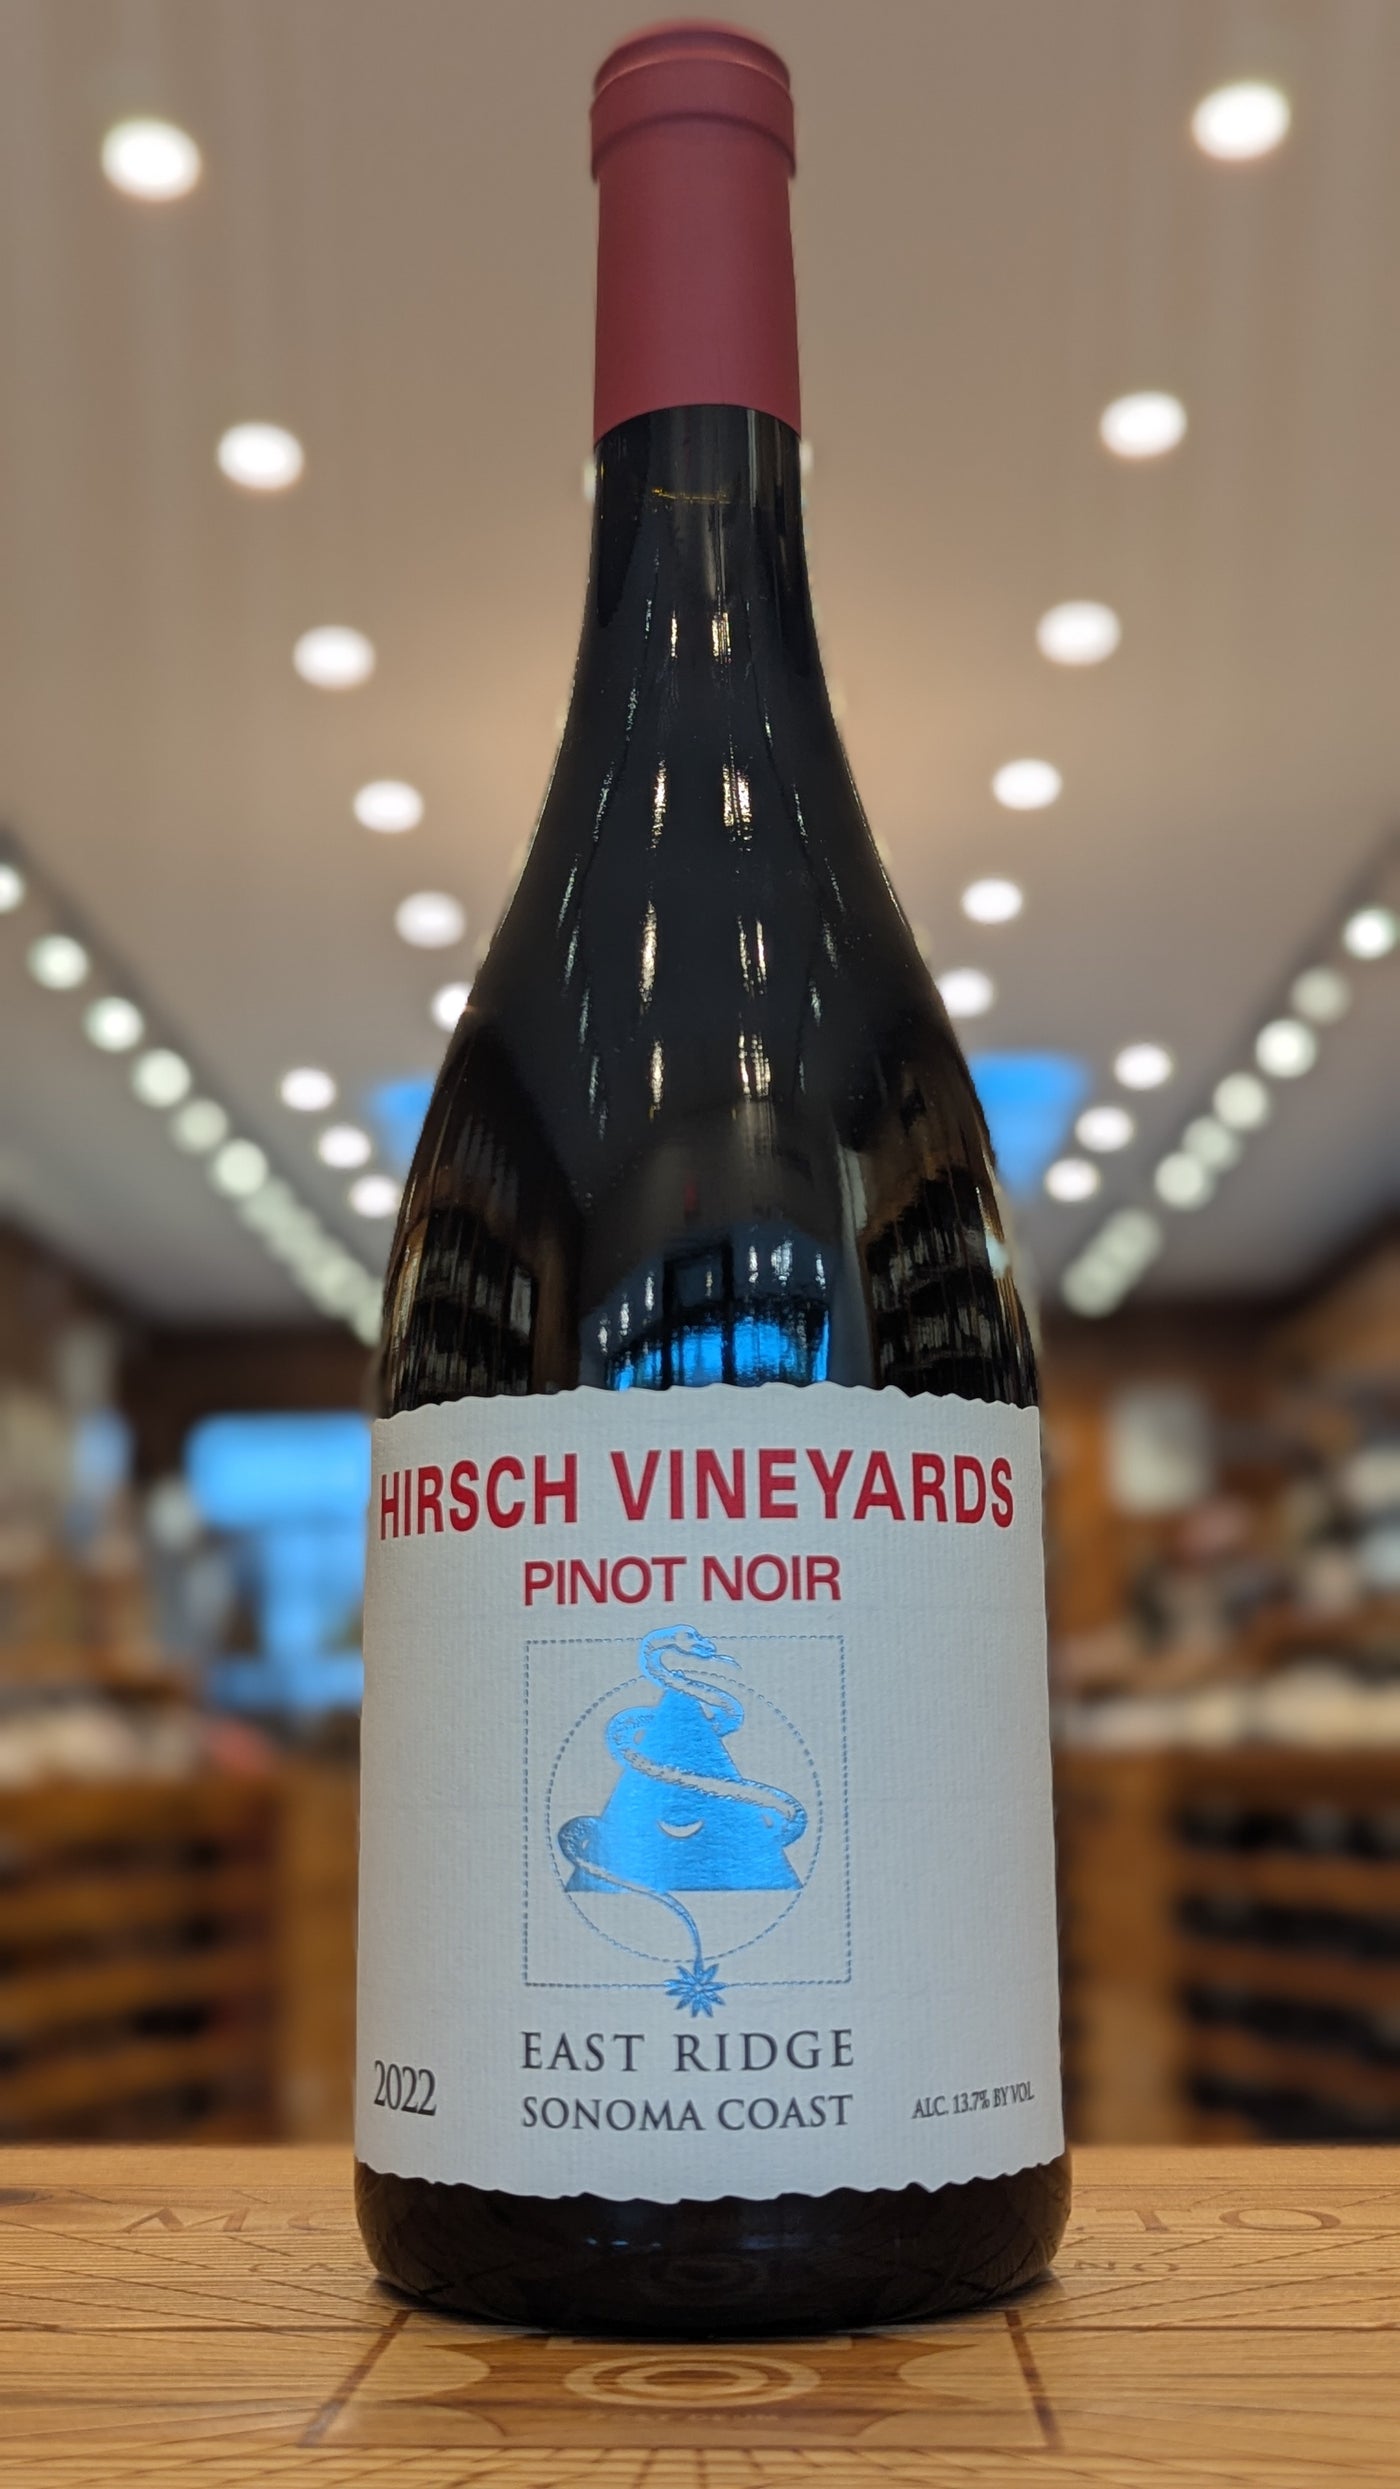 HIRSCH VINEYARDS
PINOT NOIR
EAST RIDGE
2022
SONOMA COAST
ALC. 13.7% BY VOL